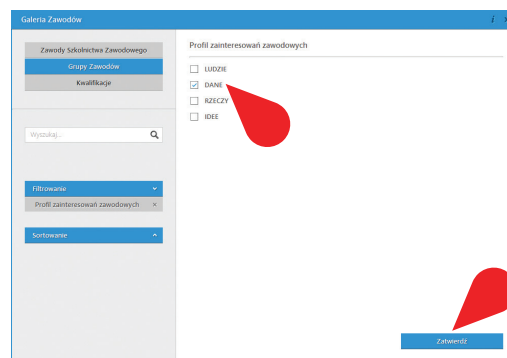 Galeria Zawodów
i
Zawody Szkolnictwa Zawodowego
Grupy Zawodów
Kwalifikacje
Wyszukaj...
Filtrowanie
Profil zainteresowań zawodowych ×
Sortowanie
Profil zainteresowań zawodowych
LUDZIE
DANE
RZECZY
IDEE
Zatwierdź